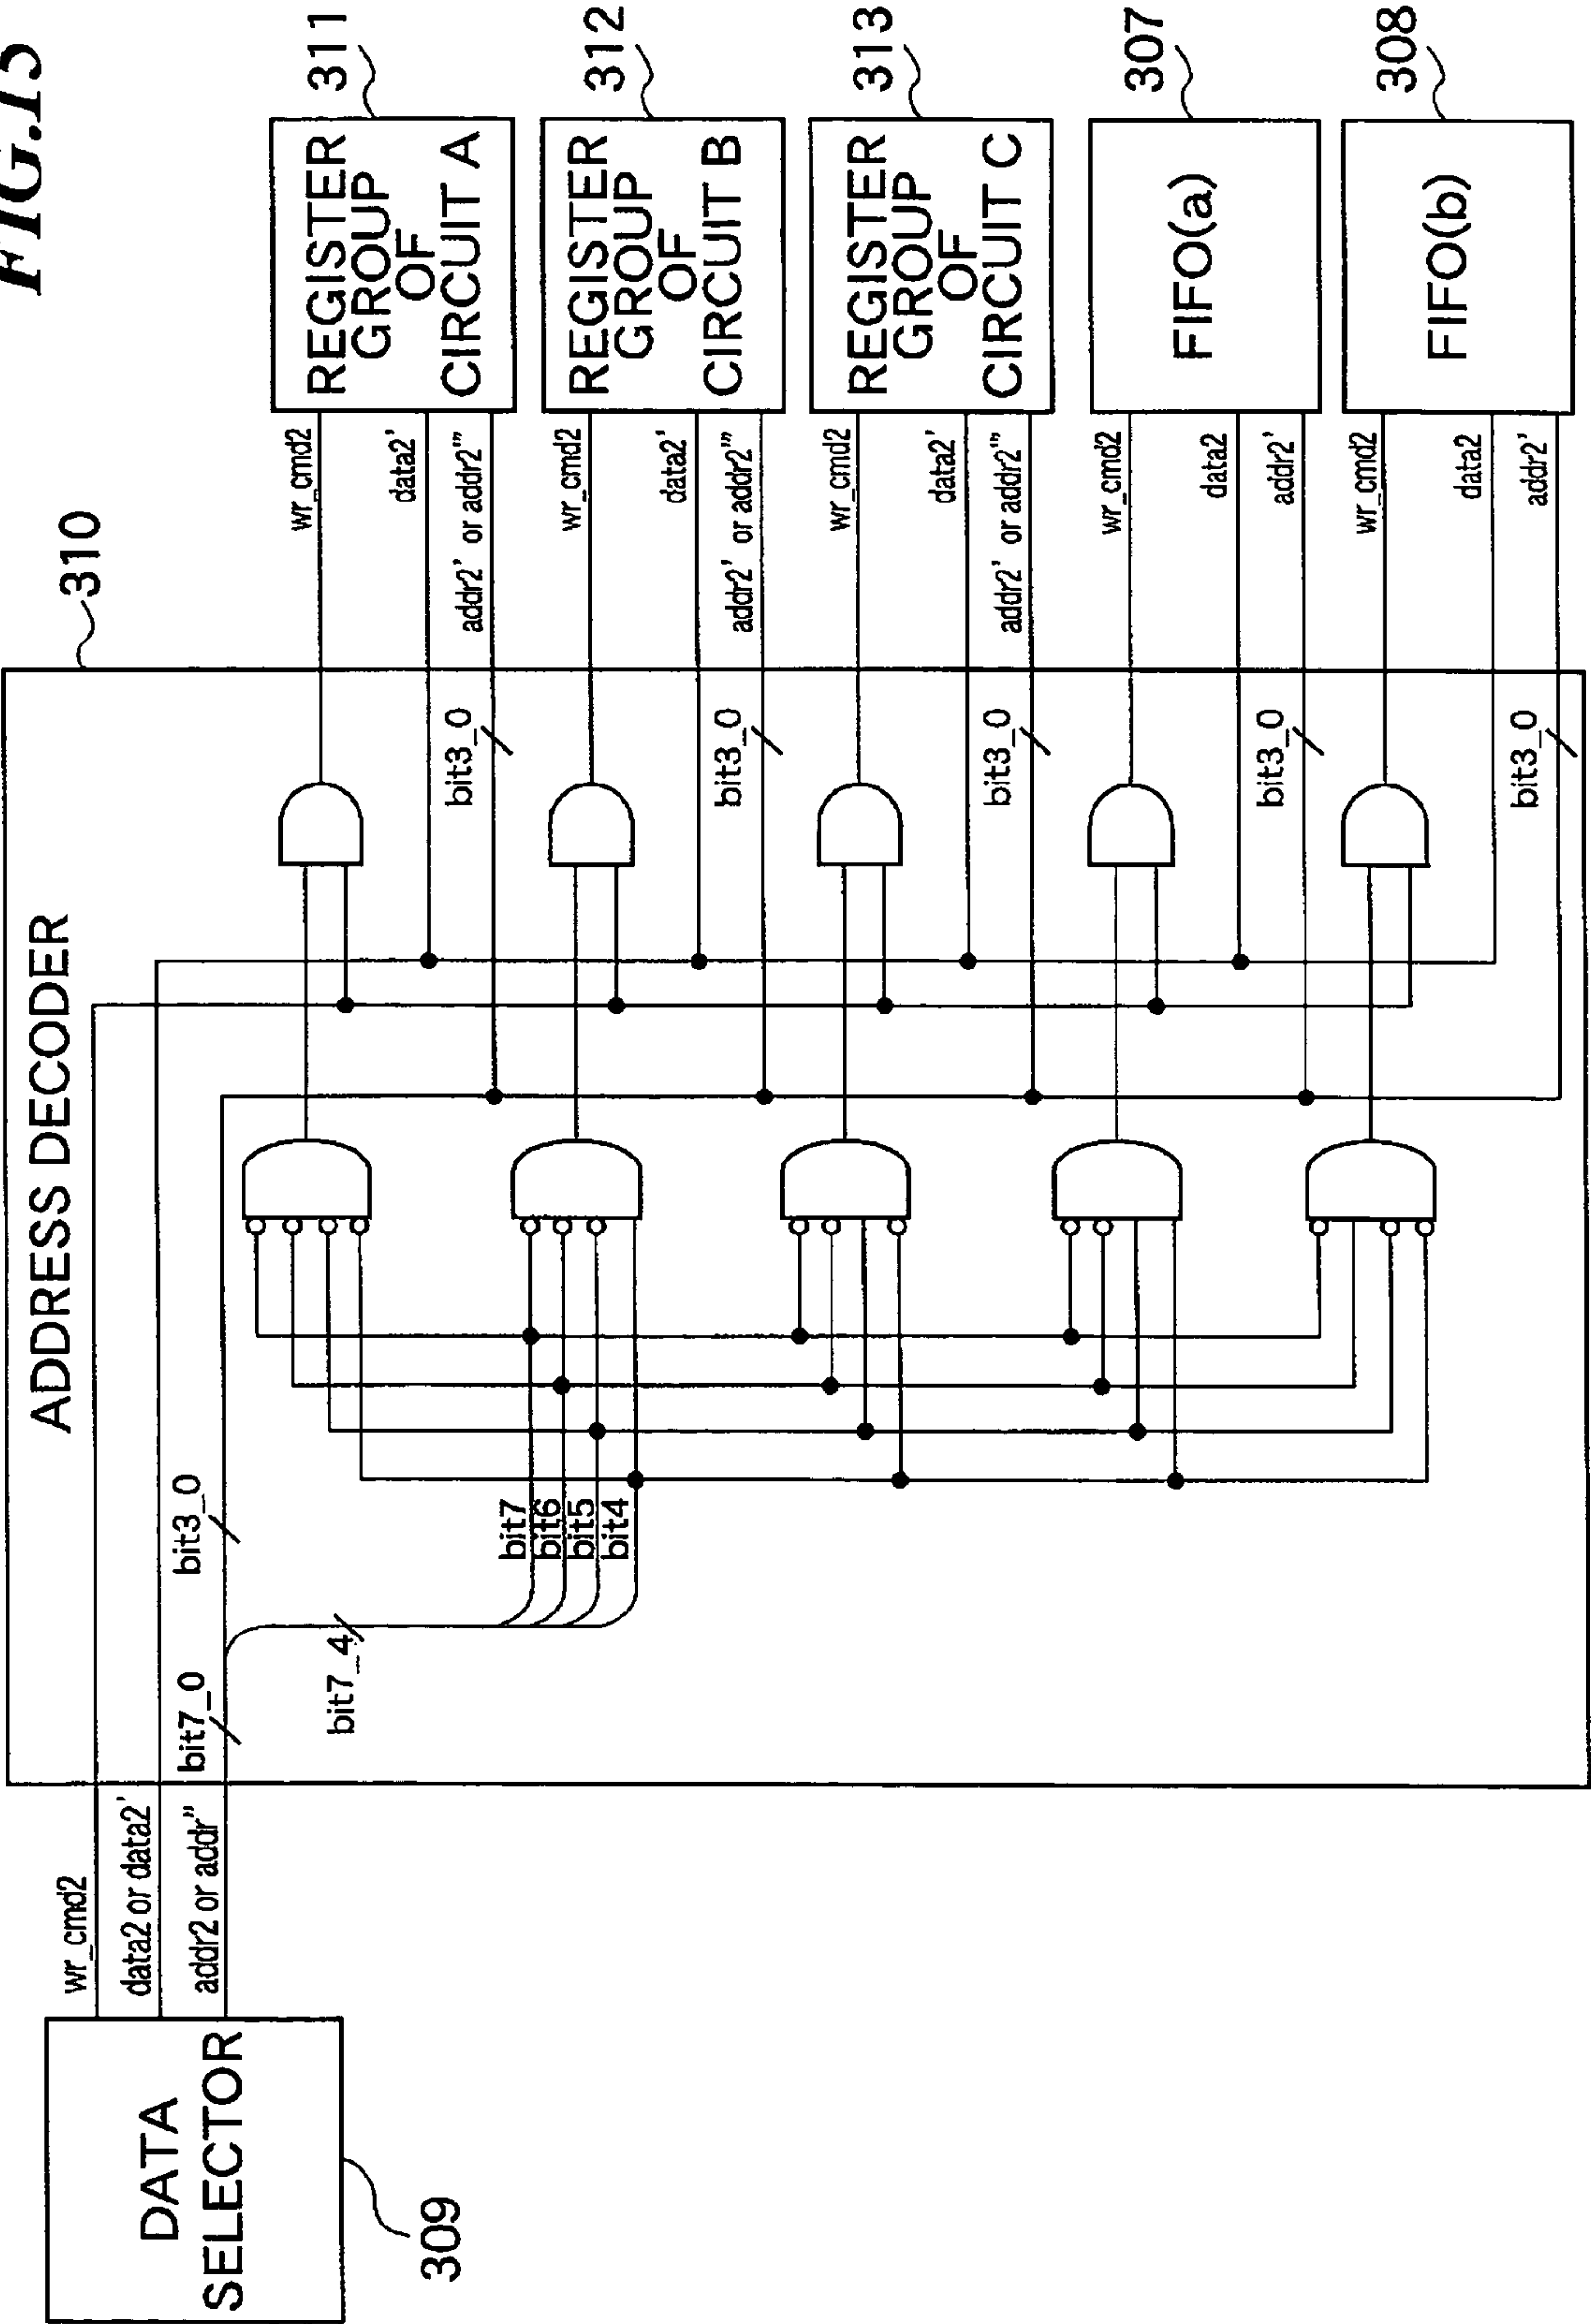 FIG.15
310
ADDRESS DECODER
DATA
SELECTOR
309
wr_cmd2
data2 or data2'
addr2 or addr"
bit7_0
bit3_0
bit7_4
bit7
bit6
bit5
bit4
bit3_0
wr_cmd2
data2'
addr2' or addr2'''
REGISTER
GROUP
OF
CIRCUIT A
311
bit3_0
wr_cmd2
data2'
addr2' or addr2'''
REGISTER
GROUP
OF
CIRCUIT B
312
bit3_0
wr_cmd2
data2'
addr2' or addr2'''
REGISTER
GROUP
OF
CIRCUIT C
313
bit3_0
wr_cmd2
data2
addr2'
FIFO(a)
307
bit3_0
wr_cmd2
data2
addr2'
FIFO(b)
308